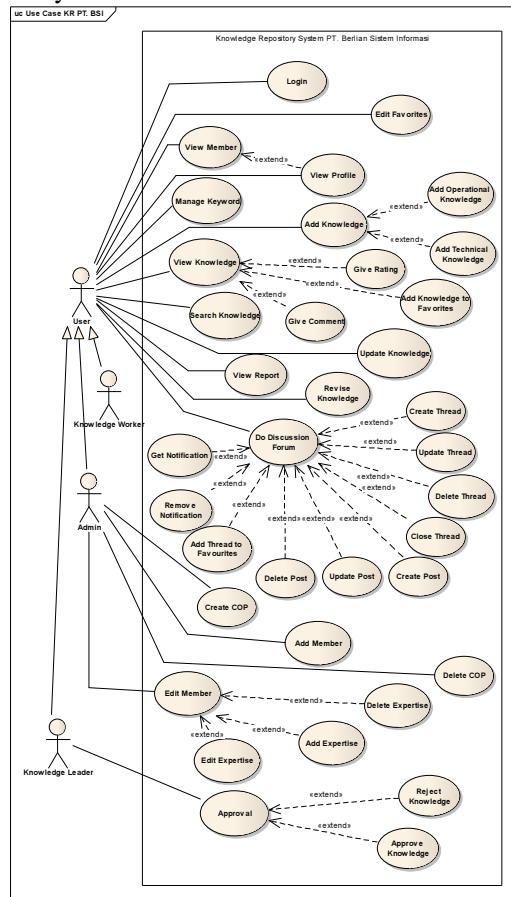 uc Use Case KR PT. BSI
Knowledge Repository System PT. Berlian Sistem Informasi
Login
Edit Favorites
View Member
«extend»
View Profile
Manage Keyword
Add Knowledge
«extend»
Add Operational
Knowledge
«extend»
Add Technical
Knowledge
View Knowledge
«extend»
Give Rating
«extend»
Add Knowledge to
Favorites
«extend»
Give Comment
User
Search Knowledge
Update Knowledge
View Report
Revise
Knowledge
Knowledge Worker
Do Discussion
Forum
«extend»
Create Thread
«extend»
Update Thread
«extend»
Delete Thread
«extend»
Close Thread
Get Notification
«extend»
Remove
Notification
«extend»
Add Thread to
Favourites
«extend»
Delete Post
«extend»
Update Post
«extend»
Create Post
«extend»
Admin
Create COP
Add Member
Delete COP
Edit Member
«extend»
Delete Expertise
«extend»
Add Expertise
«extend»
Edit Expertise
Knowledge Leader
Approval
«extend»
Reject
Knowledge
«extend»
Approve
Knowledge